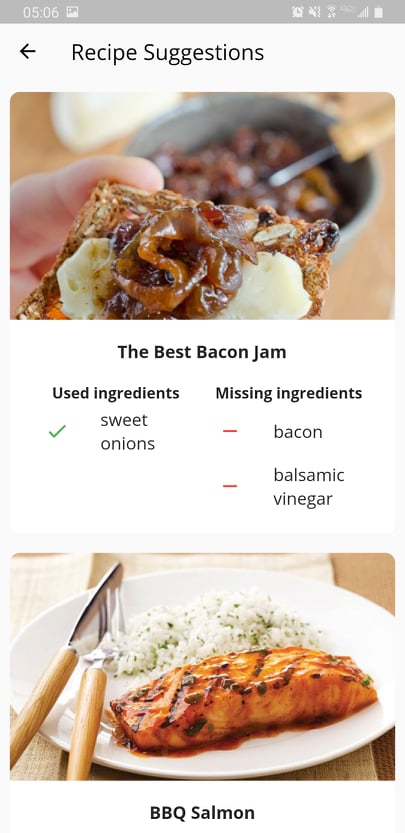 05:06
Recipe Suggestions
The Best Bacon Jam
Used ingredients
Missing ingredients
sweet
onions
bacon
balsamic
vinegar
BBQ Salmon